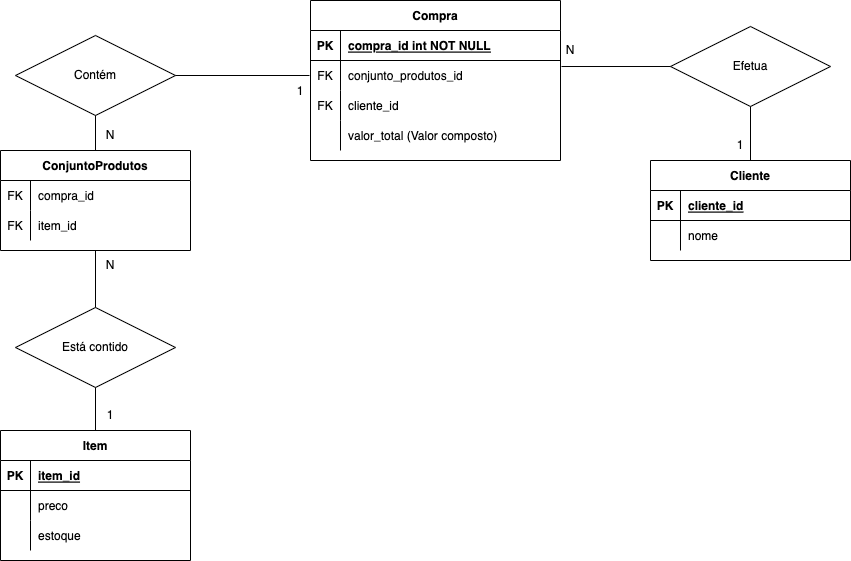 Compra
PK compra_id int NOT NULL
FK conjunto_produtos_id
FK cliente_id
valor_total (Valor composto)
Contém
1
N
N
Efetua
1
ConjuntoProdutos
FK compra_id
FK item_id
Cliente
PK cliente_id
nome
N
Está contido
1
Item
PK item_id
preco
estoque